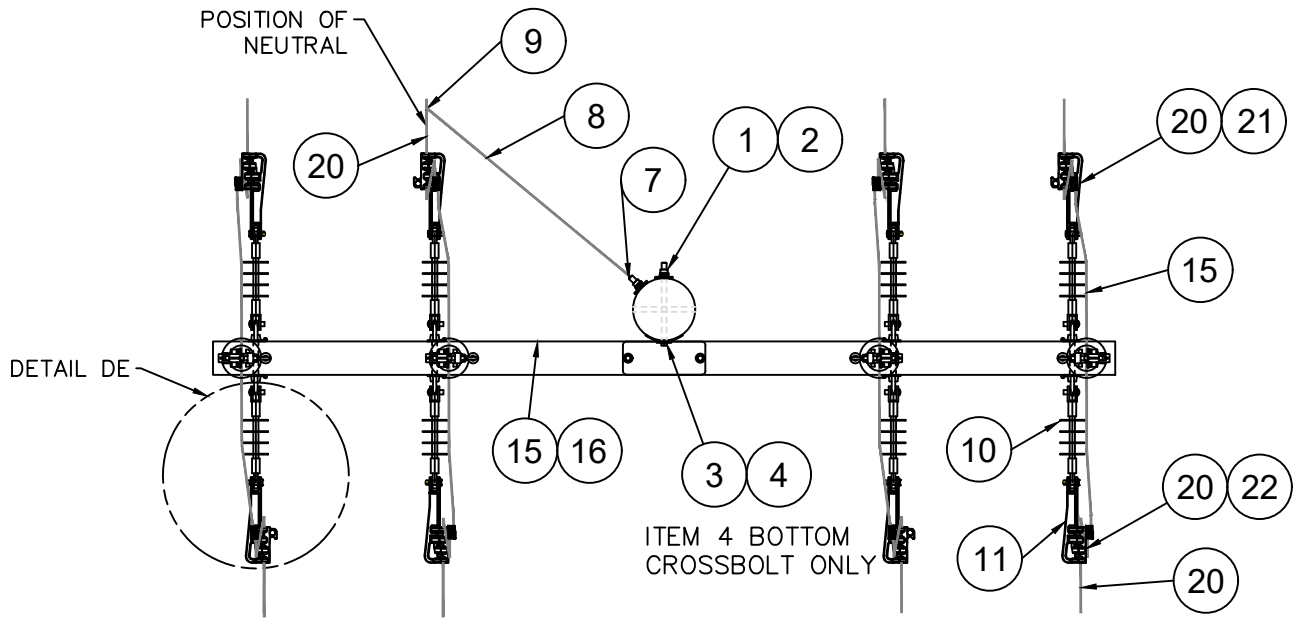 POSITION OF
NEUTRAL
9
8
20
1 2
7
20 21
15
DETAIL DE
15 16
3 4
10
20 22
ITEM 4 BOTTOM
CROSSBOLT ONLY
11
20